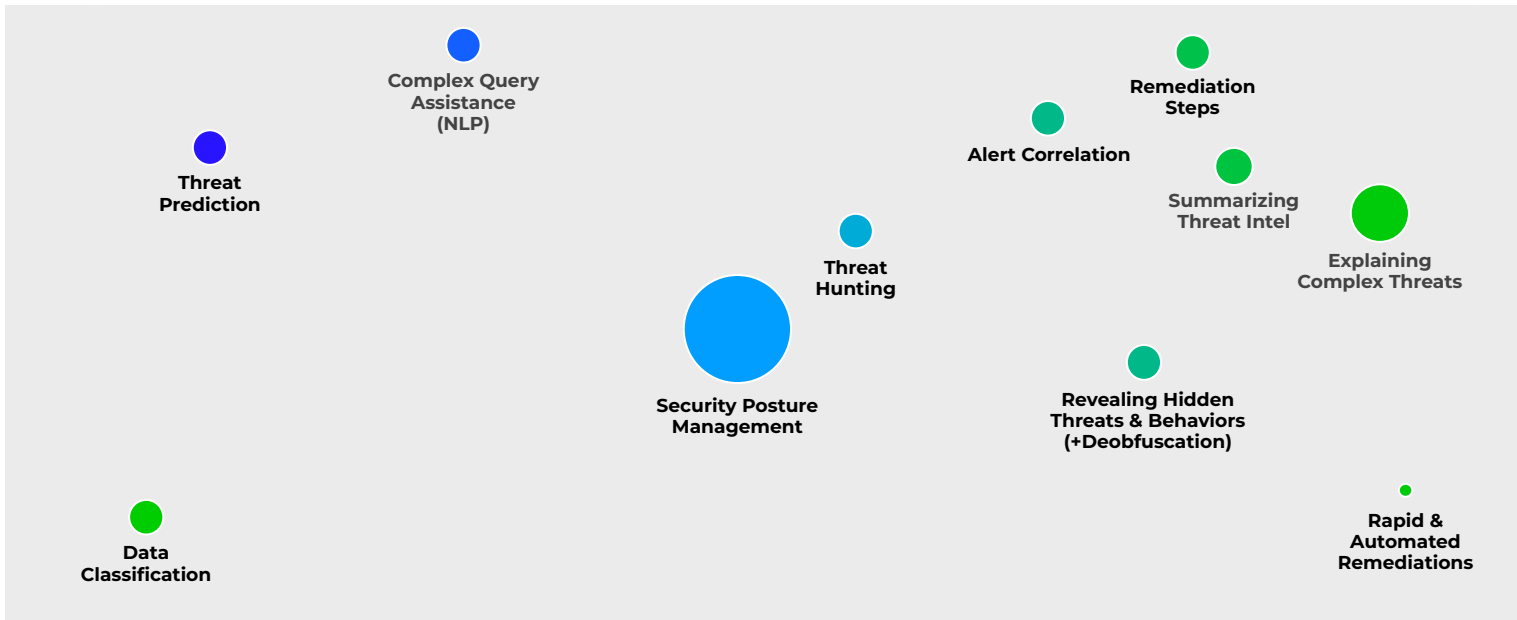 Complex Query
Assistance
(NLP)
Remediation
Steps
Alert Correlation
Threat
Prediction
Summarizing
Threat Intel
Explaining
Complex Threats
Threat
Hunting
Security Posture
Management
Revealing Hidden
Threats & Behaviors
(+Deobfuscation)
Data
Classification
Rapid &
Automated
Remediations